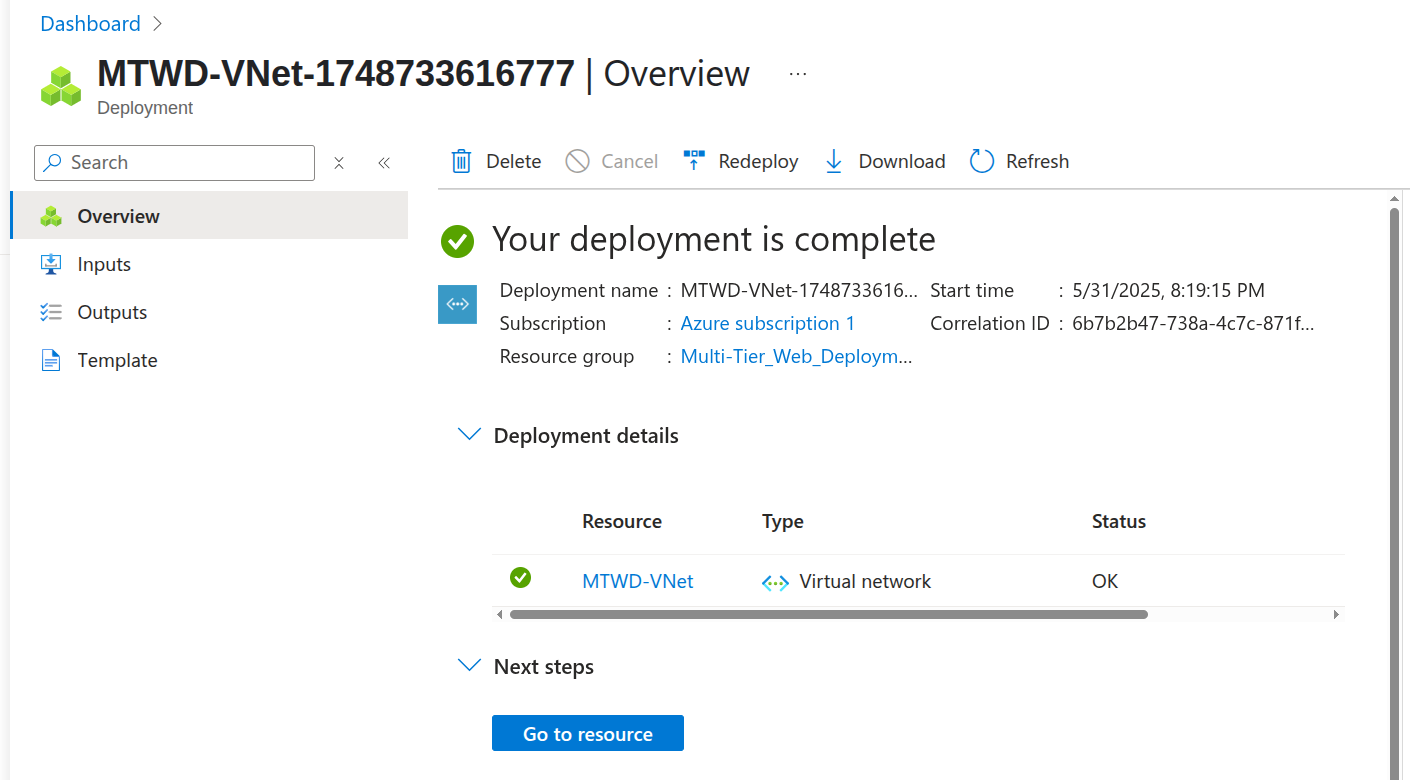 Dashboard
MTWD-VNet-1748733616777 | Overview ...
Deployment
Search
Overview
Inputs
Outputs
Template
Delete Cancel Redeploy Download Refresh
Your deployment is complete
Deployment name : MTWD-VNet-1748733616... Start time : 5/31/2025, 8:19:15 PM
Subscription : Azure subscription 1 Correlation ID : 6b7b2b47-738a-4c7c-871f...
Resource group : Multi-Tier_Web_Deploym...
Deployment details
Resource Type Status
MTWD-VNet Virtual network OK
Next steps
Go to resource